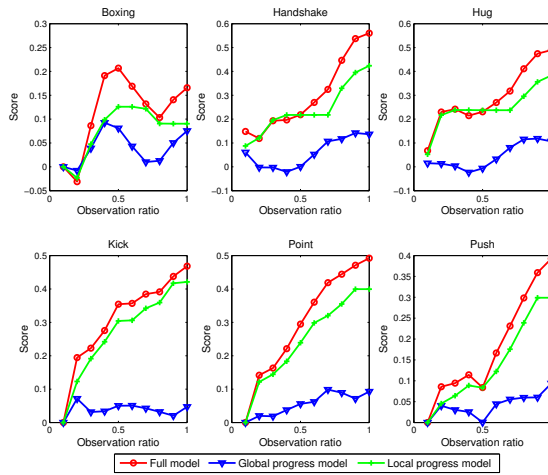 Boxing Handshake Hug
0.3 0.6 0.6
0.25 0.5 0.5
0.2 0.4 0.4
0.15 0.3 0.3
0.1 0.2 0.2
0.05 0.1 0.1
0 0 0
−0.05 −0.1 −0.1
Score Score Score
0 0.5 1 0 0.5 1 0 0.5 1
Observation ratio Observation ratio Observation ratio
Kick Point Push
0.5 0.5 0.4
0.4 0.4 0.35
0.3 0.3 0.3
0.2 0.2 0.25
0.1 0.1 0.2
0 0 0.15
0.1
0.05
0
Score Score Score
0 0.5 1 0 0.5 1 0 0.5 1
Observation ratio Observation ratio Observation ratio
Full model Global progress model Local progress model